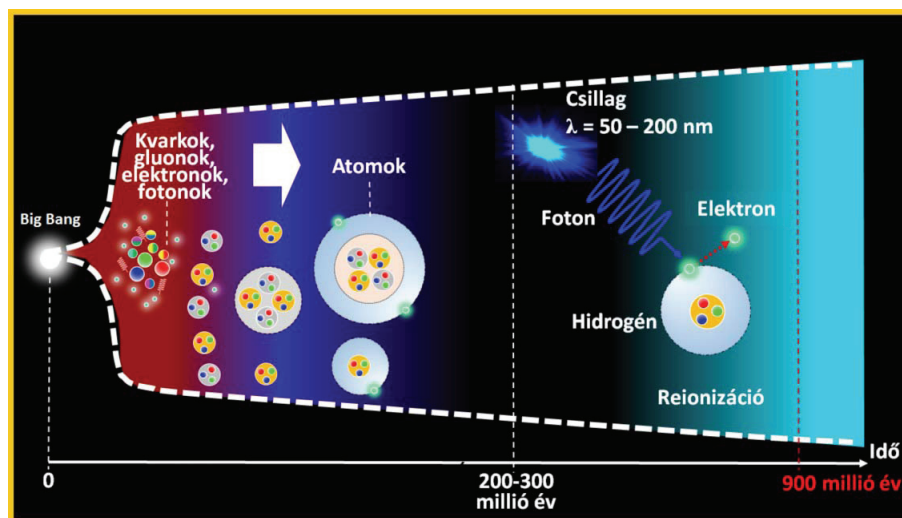 Big Bang
Kvarkok,
gluonok,
elektronok,
fotonok
Atomok
Csillag
λ = 50 – 200 nm
Foton
Elektron
Hidrogén
Reionizáció
Idő
0
200-300
millió év
900 millió év